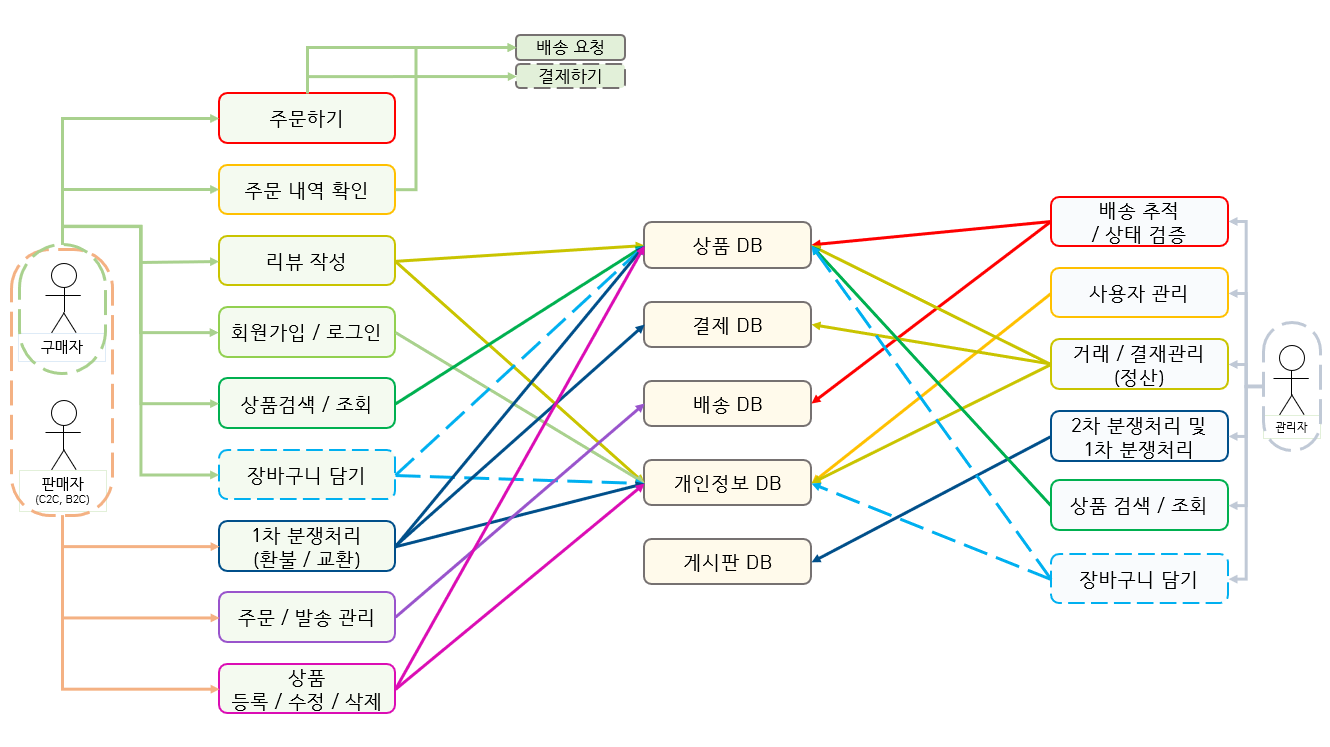 배송 요청
결제하기
주문하기
주문 내역 확인
리뷰 작성
회원가입 / 로그인
상품검색 / 조회
장바구니 담기
1차 분쟁처리
(환불 / 교환)
주문 / 발송 관리
상품
등록 / 수정 / 삭제
구매자
판매자
(C2C, B2C)
상품 DB
결제 DB
배송 DB
개인정보 DB
게시판 DB
배송 추적
/ 상태 검증
사용자 관리
거래 / 결재관리
(정산)
2차 분쟁처리 및
1차 분쟁처리
상품 검색 / 조회
장바구니 담기
관리자